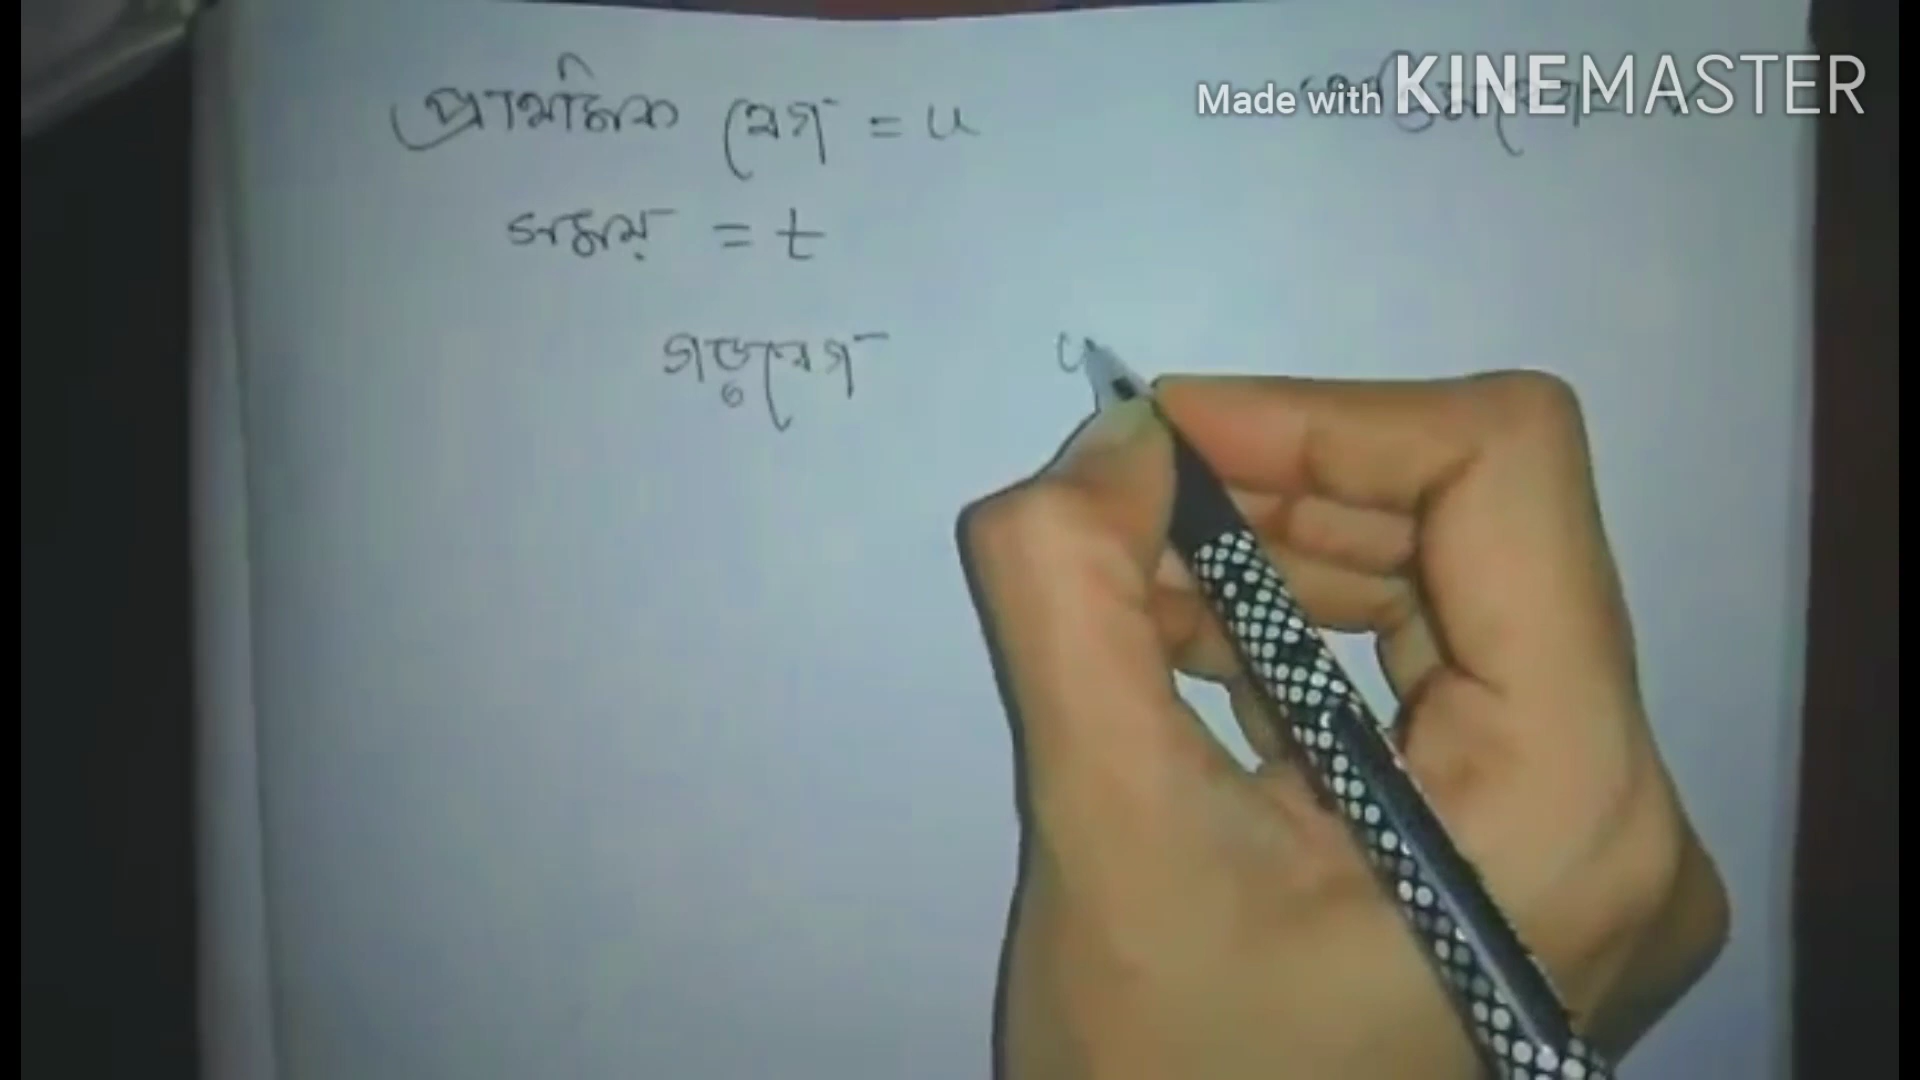 প্রাথমিক বেগ = u
Made with KINEMASTER
সময় = t
গড়বেগ u